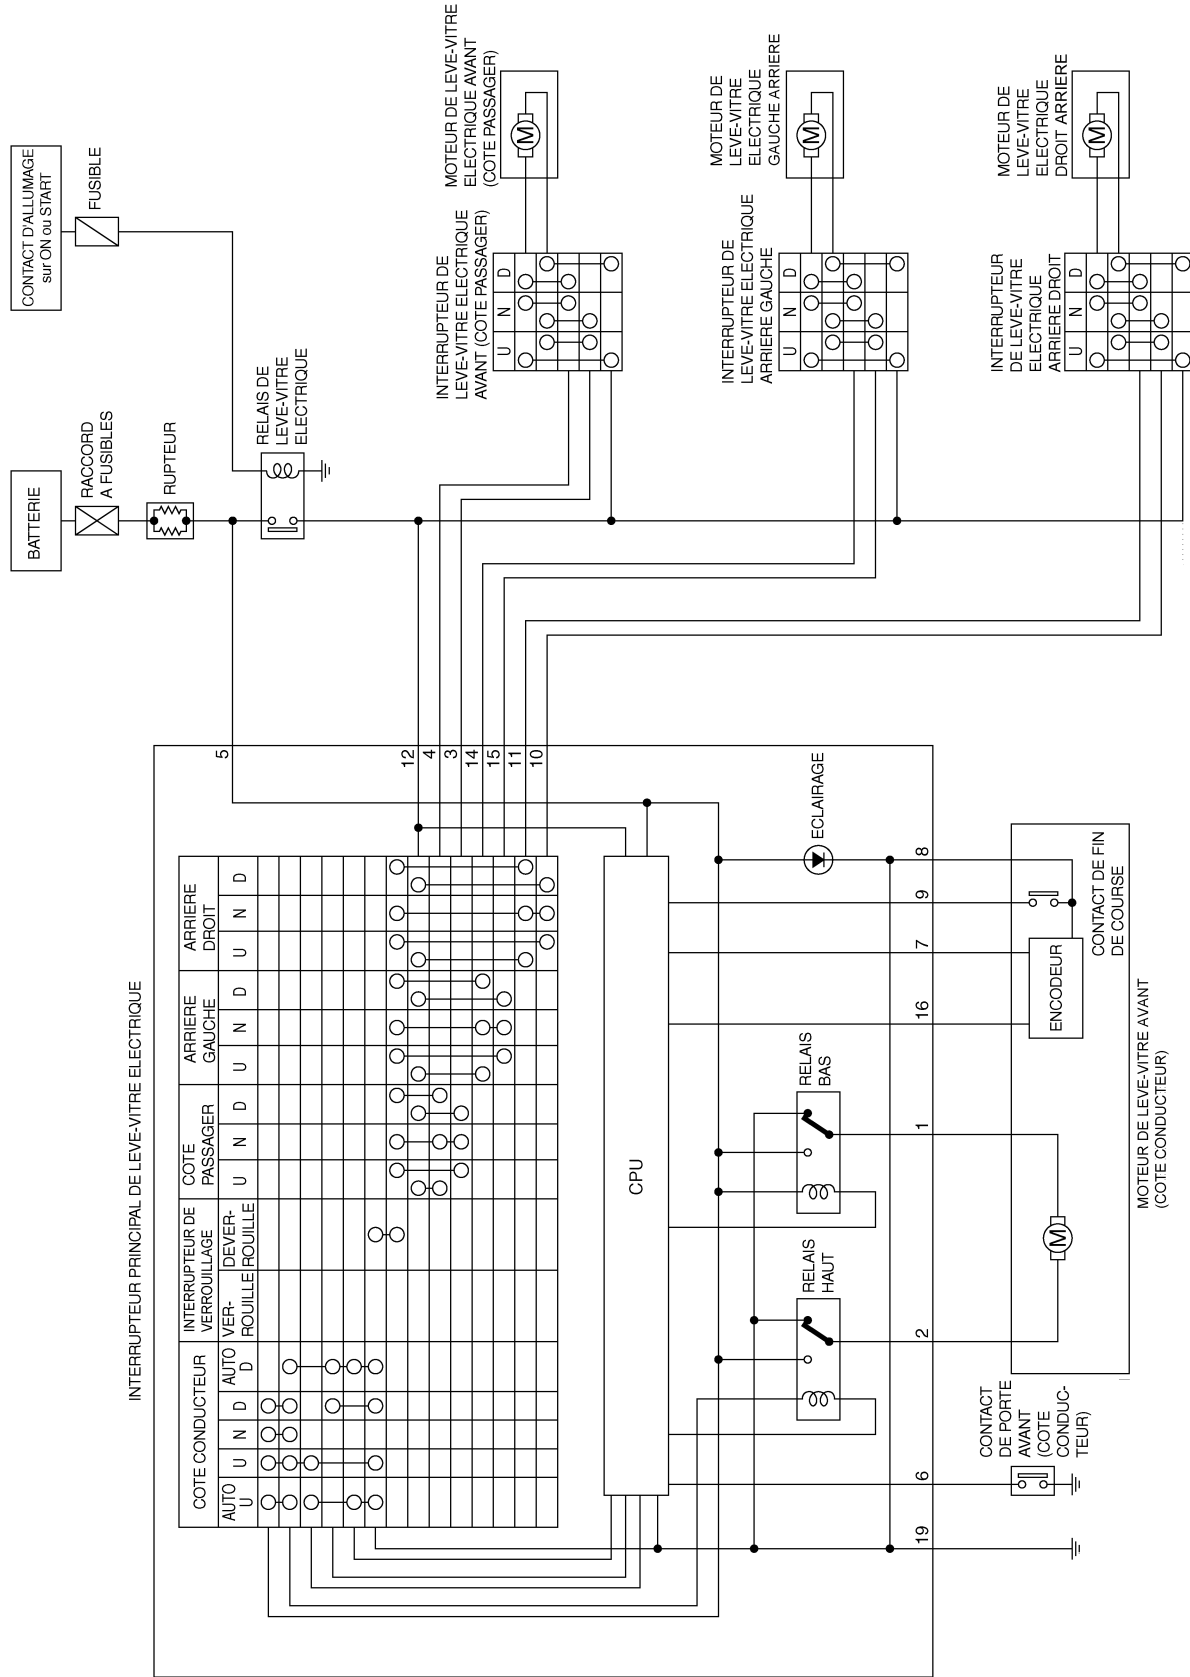 BATTERIE
RACCORD
A FUSIBLES
RUPTEUR
CONTACT D'ALLUMAGE
sur ON ou START
FUSIBLE
RELAIS DE
LEVE-VITRE
ELECTRIQUE
INTERRUPTEUR DE
LEVE-VITRE ELECTRIQUE
AVANT (COTE PASSAGER)
U N D
MOTEUR DE LEVE-VITRE
ELECTRIQUE AVANT
(COTE PASSAGER)
M
INTERRUPTEUR DE
LEVE-VITRE ELECTRIQUE
ARRIERE GAUCHE
U N D
MOTEUR DE
LEVE-VITRE
ELECTRIQUE
GAUCHE ARRIERE
M
INTERRUPTEUR
DE LEVE-VITRE
ELECTRIQUE
ARRIERE DROIT
U N D
MOTEUR DE
LEVE-VITRE
ELECTRIQUE
DROIT ARRIERE
M
INTERRUPTEUR PRINCIPAL DE LEVE-VITRE ELECTRIQUE
5
12
4
3
14
15
11
10
COTE CONDUCTEUR
AUTO
U
U
N
D
AUTO
D
INTERRUPTEUR DE
VERROUILLAGE
VER-
ROUILLE
DEVER-
ROUILLE
COTE
PASSAGER
U N D
ARRIERE
GAUCHE
U N D
ARRIERE
DROIT
U N D
CPU
RELAIS
HAUT
RELAIS
BAS
ECLAIRAGE
19
6
2
1
16
7
9
8
CONTACT
DE PORTE
AVANT
(COTE
CONDUC-
TEUR)
M
ENCODEUR
CONTACT DE FIN
DE COURSE
MOTEUR DE LEVE-VITRE AVANT
(COTE CONDUCTEUR)